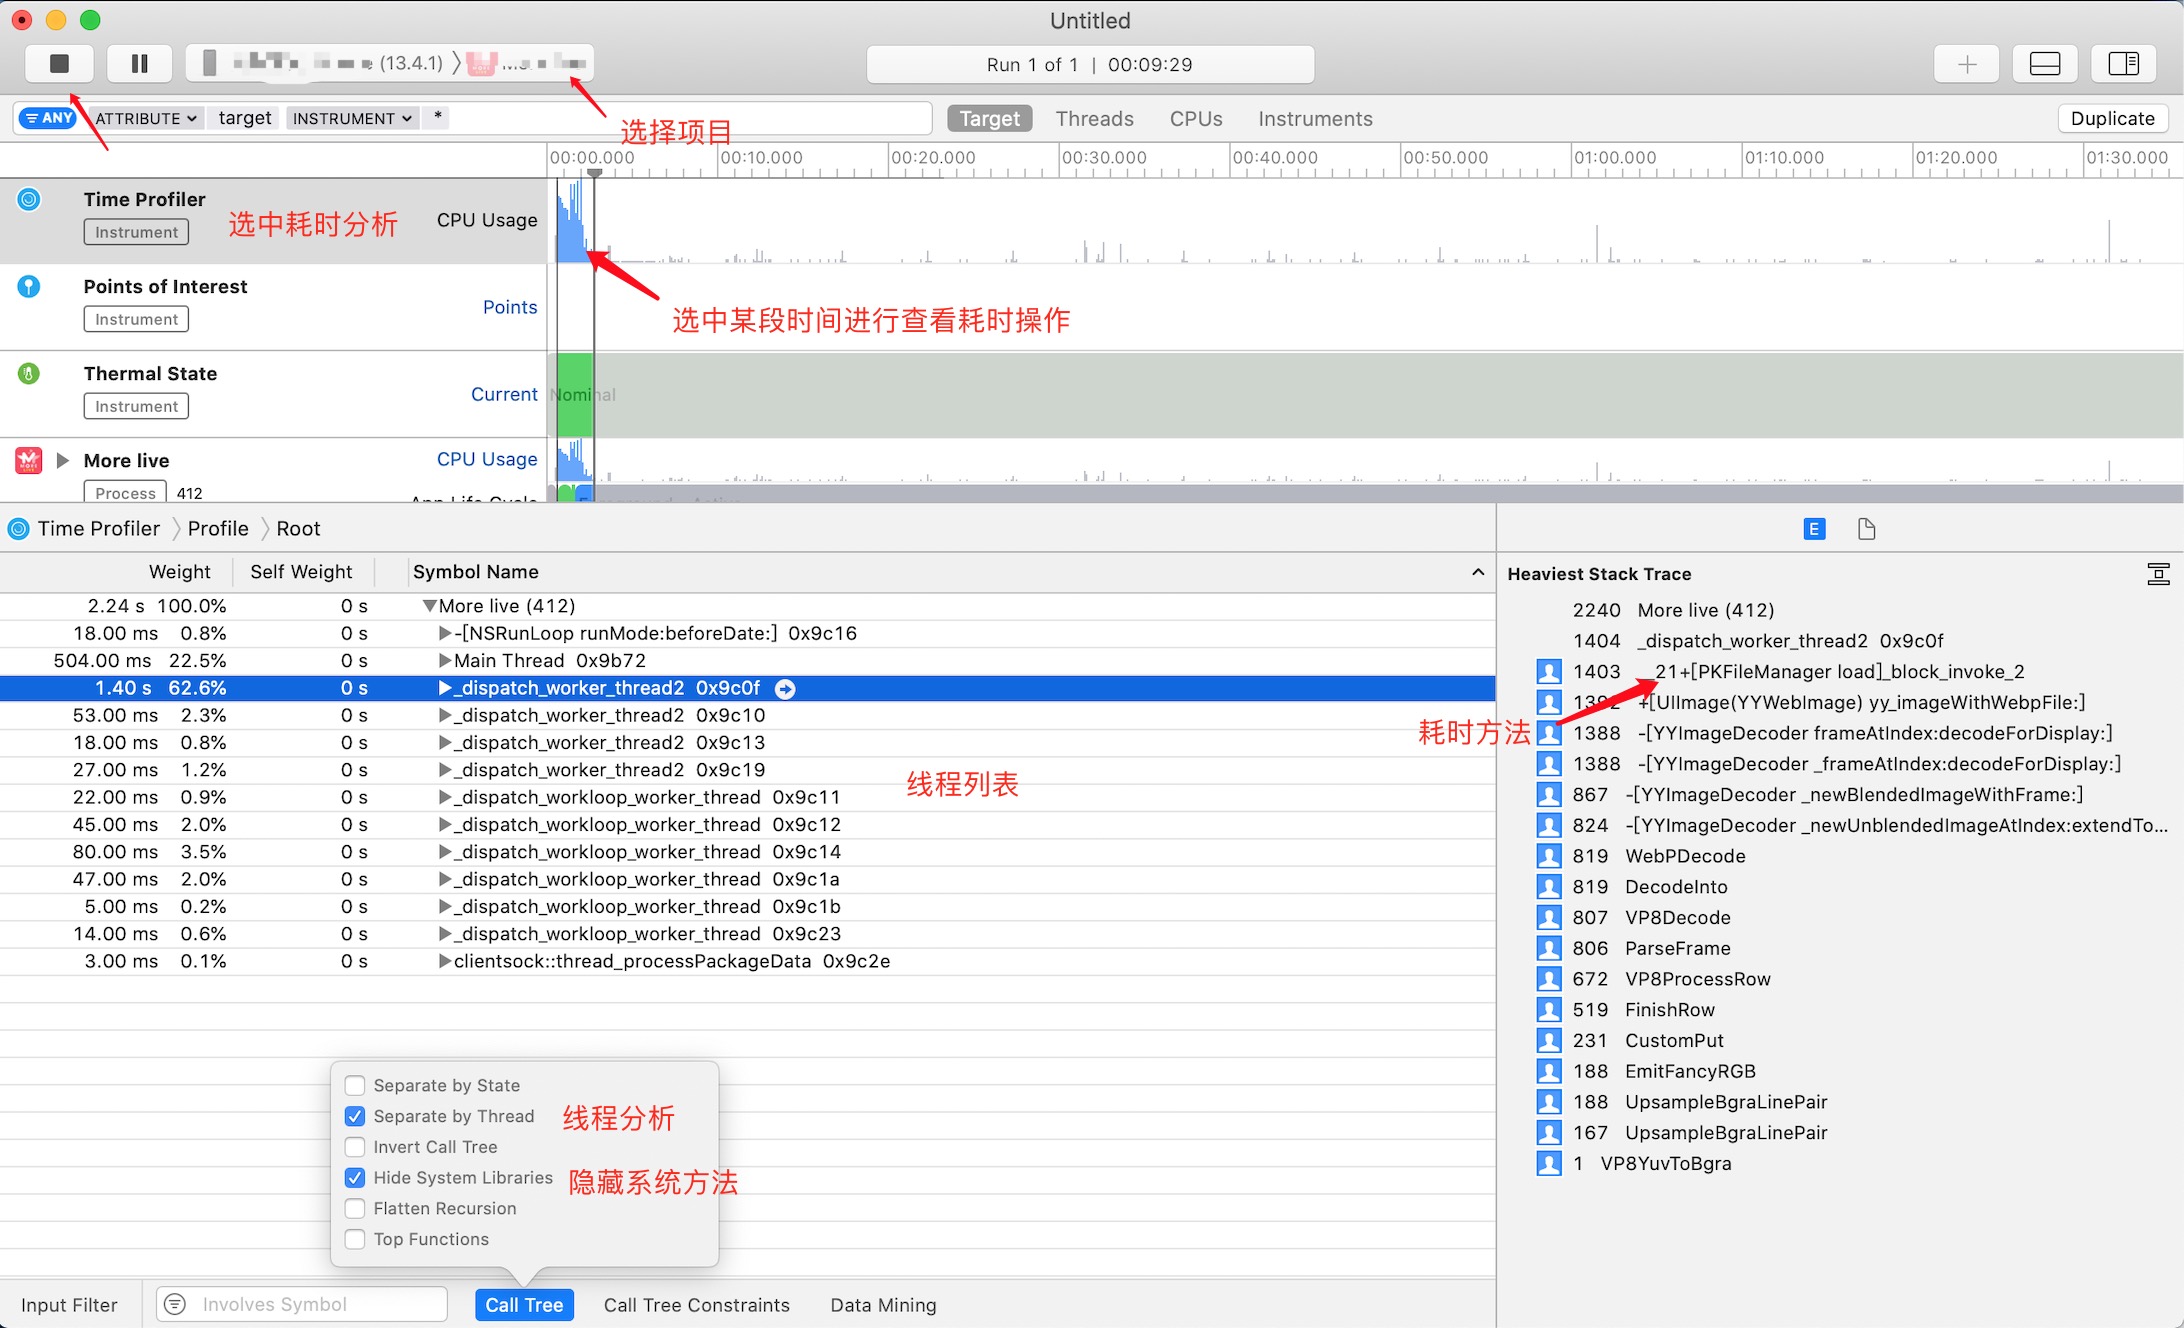 Untitled
(13.4.1)
Run 1 of 1 | 00:09:29
ANY ATTRIBUTE target INSTRUMENT *
选择项目
Target Threads CPUs Instruments
Duplicate
00:00.000 00:10.000 00:20.000 00:30.000 00:40.000 00:50.000 01:00.000 01:10.000 01:20.000 01:30.000
Time Profiler
Instrument
选中耗时分析
CPU Usage
选中某段时间进行查看耗时操作
Points of Interest
Instrument
Points
Thermal State
Instrument
Current
Nominal
More live
Process 412
CPU Usage
App Life Cycle
Time Profiler Profile Root
E
Weight Self Weight Symbol Name
2.24 s 100.0% 0 s More live (412)
18.00 ms 0.8% 0 s -[NSRunLoop runMode:beforeDate:] 0x9c16
504.00 ms 22.5% 0 s Main Thread 0x9b72
1.40 s 62.6% 0 s _dispatch_worker_thread2 0x9c0f
53.00 ms 2.3% 0 s _dispatch_worker_thread2 0x9c10
18.00 ms 0.8% 0 s _dispatch_worker_thread2 0x9c13
27.00 ms 1.2% 0 s _dispatch_worker_thread2 0x9c19
22.00 ms 0.9% 0 s _dispatch_workloop_worker_thread 0x9c11
45.00 ms 2.0% 0 s _dispatch_workloop_worker_thread 0x9c12
80.00 ms 3.5% 0 s _dispatch_workloop_worker_thread 0x9c14
47.00 ms 2.0% 0 s _dispatch_workloop_worker_thread 0x9c1a
5.00 ms 0.2% 0 s _dispatch_workloop_worker_thread 0x9c1b
14.00 ms 0.6% 0 s _dispatch_workloop_worker_thread 0x9c23
3.00 ms 0.1% 0 s clientsock::thread_processPackageData 0x9c2e
线程列表
Heaviest Stack Trace
2240 More live (412)
1404 _dispatch_worker_thread2 0x9c0f
1403 __21+[PKFileManager load]_block_invoke_2
1392 +[UIImage(YYWebImage) yy_imageWithWebpFile:]
耗时方法
1388 -[YYImageDecoder frameAtIndex:decodeForDisplay:]
1388 -[YYImageDecoder _frameAtIndex:decodeForDisplay:]
867 -[YYImageDecoder _newBlendedImageWithFrame:]
824 -[YYImageDecoder _newUnblendedImageAtIndex:extendTo...
819 WebPDecode
819 DecodeInto
807 VP8Decode
806 ParseFrame
672 VP8ProcessRow
519 FinishRow
231 CustomPut
188 EmitFancyRGB
188 UpsampleBgraLinePair
167 UpsampleBgraLinePair
1 VP8YuvToBgra
Separate by State
Separate by Thread 线程分析
Invert Call Tree
Hide System Libraries 隐藏系统方法
Flatten Recursion
Top Functions
Input Filter Involves Symbol Call Tree Call Tree Constraints Data Mining